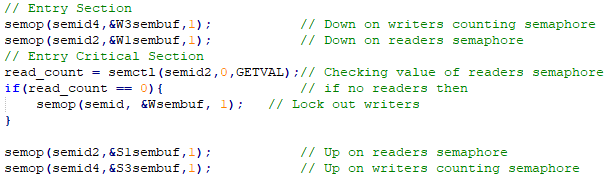 // Entry Section
semop(semid4,&W3sembuf,1); // Down on writers counting semaphore
semop(semid2,&W1sembuf,1); // Down on readers semaphore
// Entry Critical Section
read_count = semctl(semid2,0,GETVAL);// Checking value of readers semaphore
if(read_count == 0){ // if no readers then
semop(semid, &Wsembuf, 1); // Lock out writers
}
semop(semid2,&S1sembuf,1); // Up on readers semaphore
semop(semid4,&S3sembuf,1); // Up on writers counting semaphore